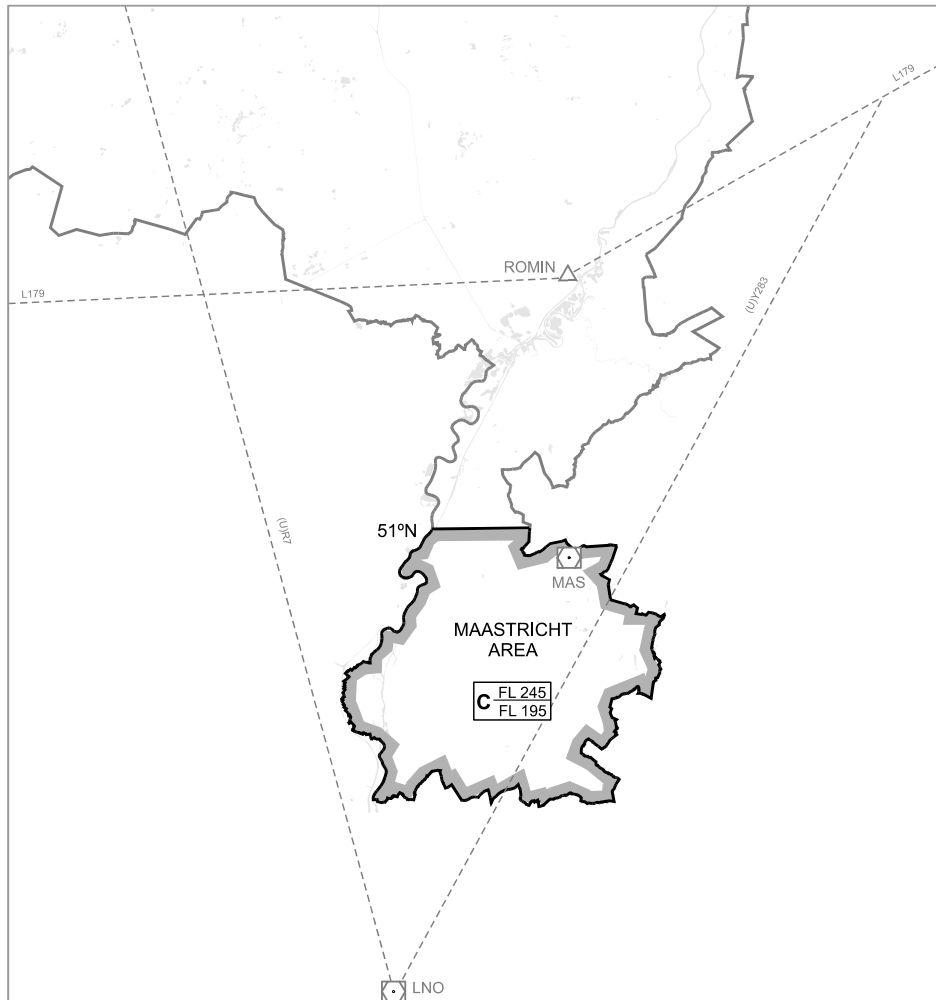 L179
ROMIN
L179
(U)Y283
51ºN
(U)R7
MAS
MAASTRICHT
AREA
C FL 245
FL 195
LNO